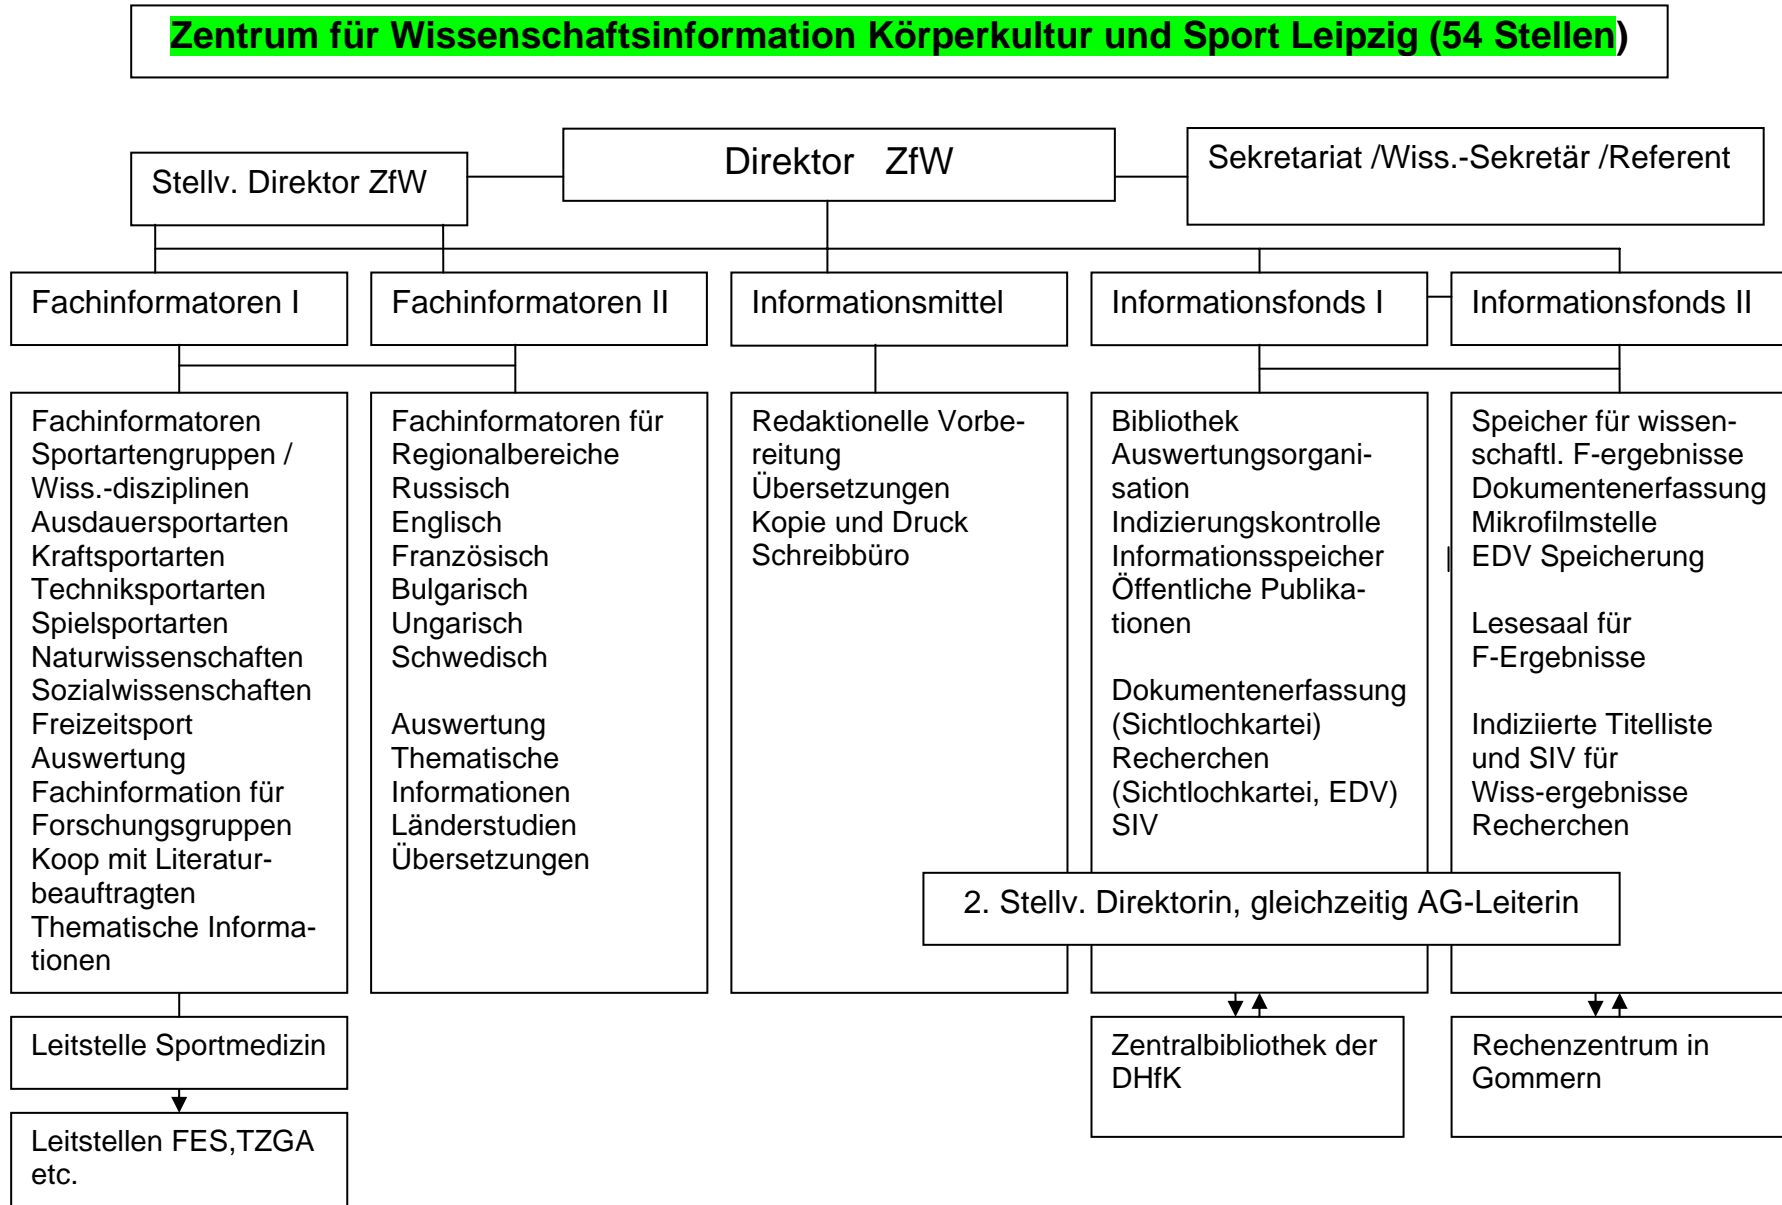 Zentrum für Wissenschaftsinformation Körperkultur und Sport Leipzig (54 Stellen)
Stellv. Direktor ZfW
Direktor ZfW
Sekretariat /Wiss.-Sekretär /Referent
Fachinformatoren I
Fachinformatoren II
Informationsmittel
Informationsfonds I
Informationsfonds II
Fachinformatoren
Sportartengruppen /
Wiss.-disziplinen
Ausdauersportarten
Kraftsportarten
Techniksportarten
Spielsportarten
Naturwissenschaften
Sozialwissenschaften
Freizeitsport
Auswertung
Fachinformation für
Forschungsgruppen
Koop mit Literatur-
beauftragten
Thematische Informa-
tionen
Fachinformatoren für
Regionalbereiche
Russisch
Englisch
Französisch
Bulgarisch
Ungarisch
Schwedisch
Auswertung
Thematische
Informationen
Länderstudien
Übersetzungen
Redaktionelle Vorbe-
reitung
Übersetzungen
Kopie und Druck
Schreibbüro
Bibliothek
Auswertungsorgani-
sation
Indizierungskontrolle
Informationsspeicher
Öffentliche Publika-
tionen
Dokumentenerfassung
(Sichtlochkartei)
Recherchen
(Sichtlochkartei, EDV)
SIV
Speicher für wissen-
schaftl. F-ergebnisse
Dokumentenerfassung
Mikrofilmstelle
EDV Speicherung
Lesesaal für
F-Ergebnisse
Indiziierte Titelliste
und SIV für
Wiss-ergebnisse
Recherchen
2. Stellv. Direktorin, gleichzeitig AG-Leiterin
Leitstelle Sportmedizin
Leitstellen FES,TZGA
etc.
Zentralbibliothek der
DHfK
Rechenzentrum in
Gommern